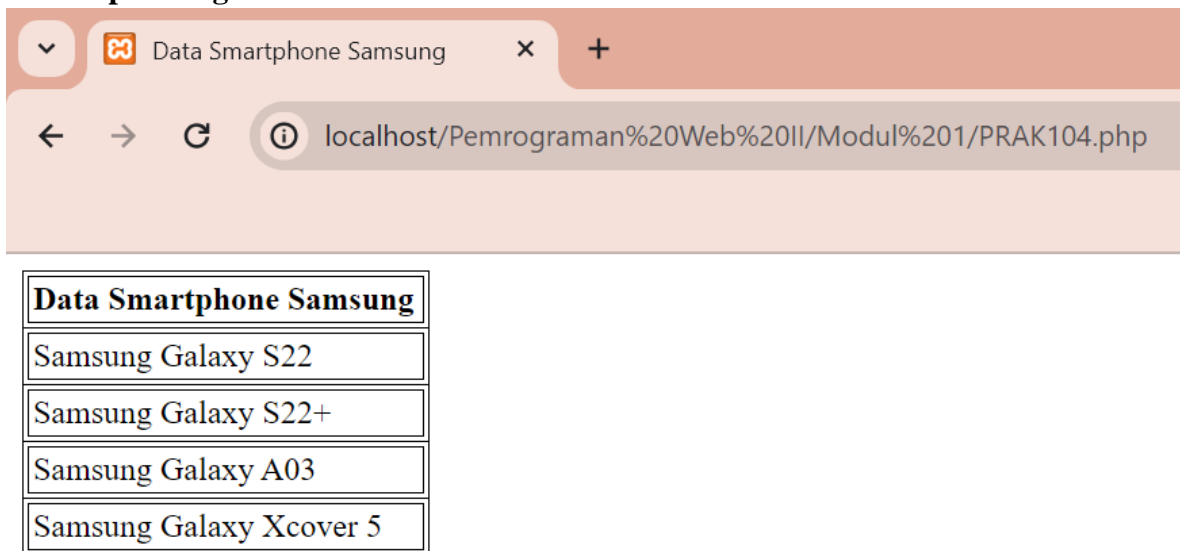 Data Smartphone Samsung
localhost/Pemrograman%20Web%20II/Modul%201/PRAK104.php
Data Smartphone Samsung
Samsung Galaxy S22
Samsung Galaxy S22+
Samsung Galaxy A03
Samsung Galaxy Xcover 5